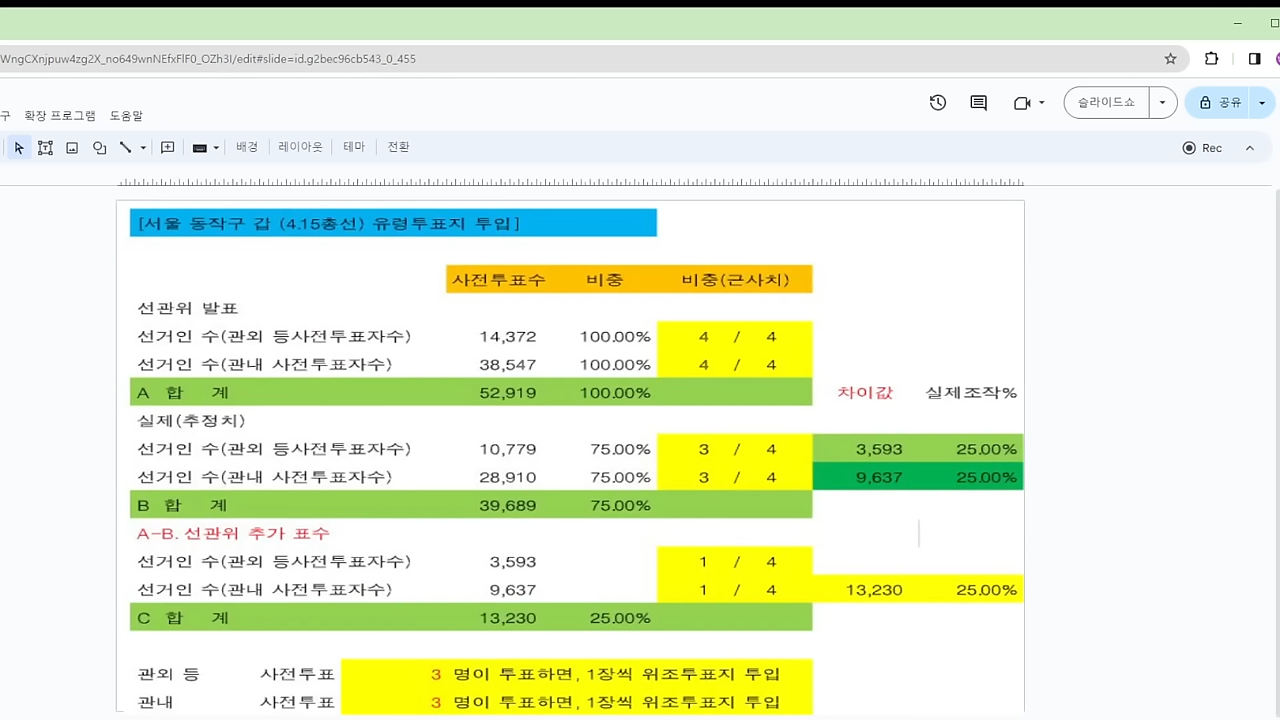 WngCXnjpuw4zg2X_no649wnNEfxFlF0_OZh3I/edit#slide=id.g2bec96cb543_0_455
구 확장 프로그램 도움말
슬라이드쇼
공유
배경 레이아웃 테마 전환
Rec
[서울 동작구 갑 (4.15총선) 유령투표지 투입]
사전투표수 비중 비중(근사치)
선관위 발표
선거인 수(관외 등사전투표자수) 14,372 100.00% 4 / 4
선거인 수(관내 사전투표자수) 38,547 100.00% 4 / 4
A 합 계 52,919 100.00% 차이값 실제조작%
실제(추정치)
선거인 수(관외 등사전투표자수) 10,779 75.00% 3 / 4 3,593 25.00%
선거인 수(관내 사전투표자수) 28,910 75.00% 3 / 4 9,637 25.00%
B 합 계 39,689 75.00%
A-B. 선관위 추가 표수
선거인 수(관외 등사전투표자수) 3,593 1 / 4
선거인 수(관내 사전투표자수) 9,637 1 / 4 13,230 25.00%
C 합 계 13,230 25.00%
관외 등 사전투표 3 명이 투표하면, 1장씩 위조투표지 투입
관내 사전투표 3 명이 투표하면, 1장씩 위조투표지 투입